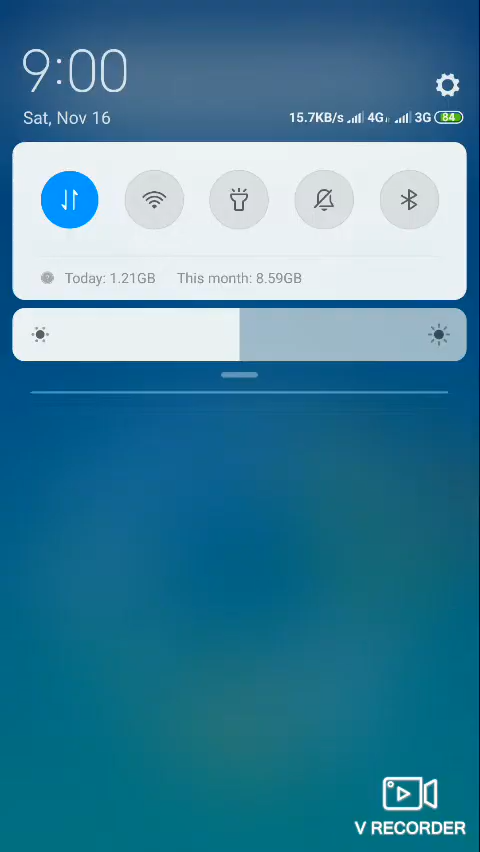 9:00
Sat, Nov 16
15.7KB/s 4G 3G 84
Today: 1.21GB This month: 8.59GB
V RECORDER